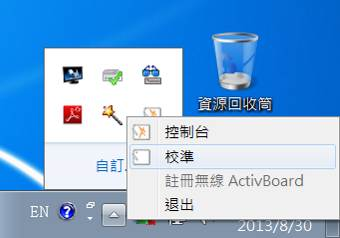 資源回收筒
控制台
校準
註冊無線 ActivBoard
退出
自訂...
EN
2013/8/30